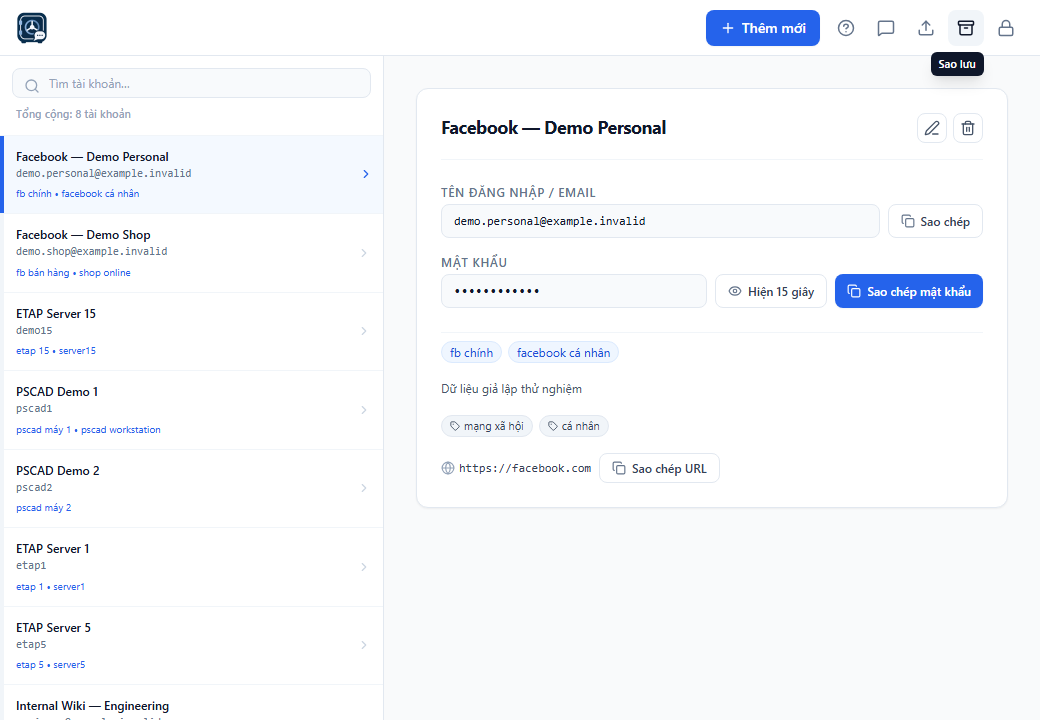 Thêm mới
Sao lưu
Tìm tài khoản...
Tổng cộng: 8 tài khoản
Facebook — Demo Personal
demo.personal@example.invalid
fb chính • facebook cá nhân
Facebook — Demo Shop
demo.shop@example.invalid
fb bán hàng • shop online
ETAP Server 15
demo15
etap 15 • server15
PSCAD Demo 1
pscad1
pscad máy 1 • pscad workstation
PSCAD Demo 2
pscad2
pscad máy 2
ETAP Server 1
etap1
etap 1 • server1
ETAP Server 5
etap5
etap 5 • server5
Internal Wiki — Engineering
Facebook — Demo Personal
TÊN ĐĂNG NHẬP / EMAIL
demo.personal@example.invalid
Sao chép
MẬT KHẨU
••••••••••••
Hiện 15 giây
Sao chép mật khẩu
fb chính
facebook cá nhân
Dữ liệu giả lập thử nghiệm
mạng xã hội
cá nhân
https://facebook.com
Sao chép URL